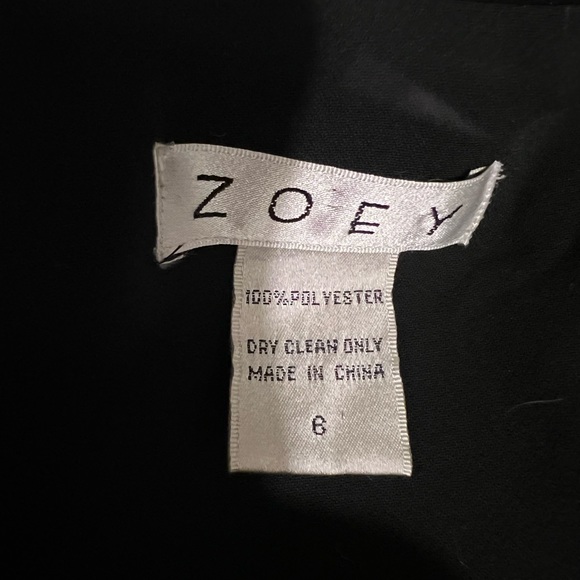 ZOEY
100% POLYESTER
DRY CLEAN ONLY
MADE IN CHINA
6